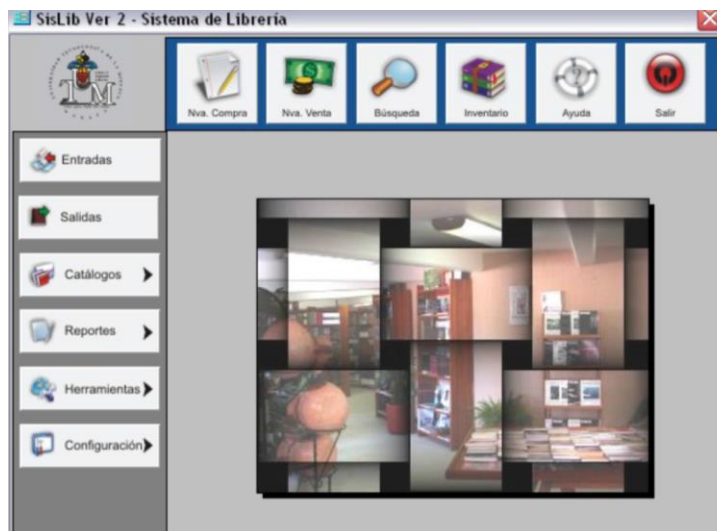 SisLib Ver 2 - Sistema de Librería
Nva. Compra
Nva. Venta
Búsqueda
Inventario
Ayuda
Salir
Entradas
Salidas
Catálogos
Reportes
Herramientas
Configuración